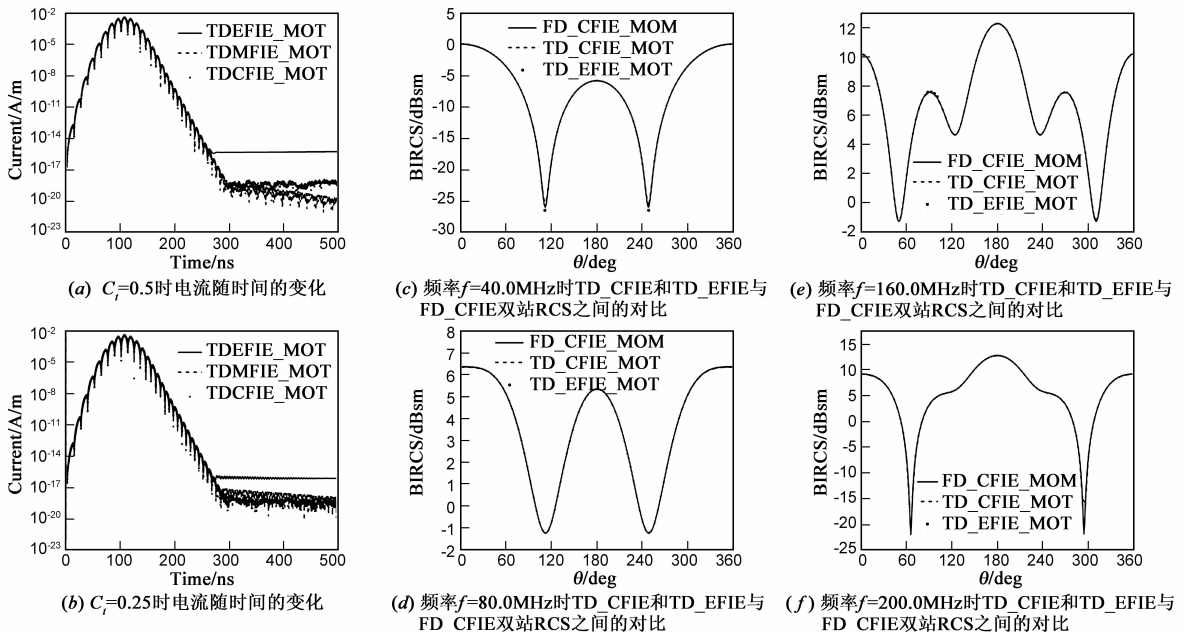 10⁻²
10⁻⁵
10⁻⁸
10⁻¹¹
10⁻¹⁴
10⁻¹⁷
10⁻²⁰
10⁻²³
Current/A/m
TDEFIE_MOT
TDMFIE_MOT
TDCFIE_MOT
0 100 200 300 400 500
Time/ns
(a) Cₜ=0.5时电流随时间的变化
5
0
-5
-10
-15
-20
-25
-30
BIRCS/dBsm
FD_CFIE_MOM
TD_CFIE_MOT
TD_EFIE_MOT
0 60 120 180 240 300 360
θ/deg
(c) 频率f=40.0MHz时TD_CFIE和TD_EFIE与
FD_CFIE双站RCS之间的对比
12
10
8
6
4
2
0
-2
BIRCS/dBsm
FD_CFIE_MOM
TD_CFIE_MOT
TD_EFIE_MOT
0 60 120 180 240 300 360
θ/deg
(e) 频率f=160.0MHz时TD_CFIE和TD_EFIE与
FD_CFIE双站RCS之间的对比
10⁻²
10⁻⁵
10⁻⁸
10⁻¹¹
10⁻¹⁴
10⁻¹⁷
10⁻²⁰
10⁻²³
Current/A/m
TDEFIE_MOT
TDMFIE_MOT
TDCFIE_MOT
0 100 200 300 400 500
Time/ns
(b) Cₜ=0.25时电流随时间的变化
8
7
6
5
4
3
2
1
0
-1
-2
BIRCS/dBsm
FD_CFIE_MOM
TD_CFIE_MOT
TD_EFIE_MOT
0 60 120 180 240 300 360
θ/deg
(d) 频率f=80.0MHz时TD_CFIE和TD_EFIE与
FD_CFIE双站RCS之间的对比
15
10
5
0
-5
-10
-15
-20
-25
BIRCS/dBsm
FD_CFIE_MOM
TD_CFIE_MOT
TD_EFIE_MOT
0 60 120 180 240 300 360
θ/deg
(f) 频率f=200.0MHz时TD_CFIE和TD_EFIE与
FD_CFIE双站RCS之间的对比